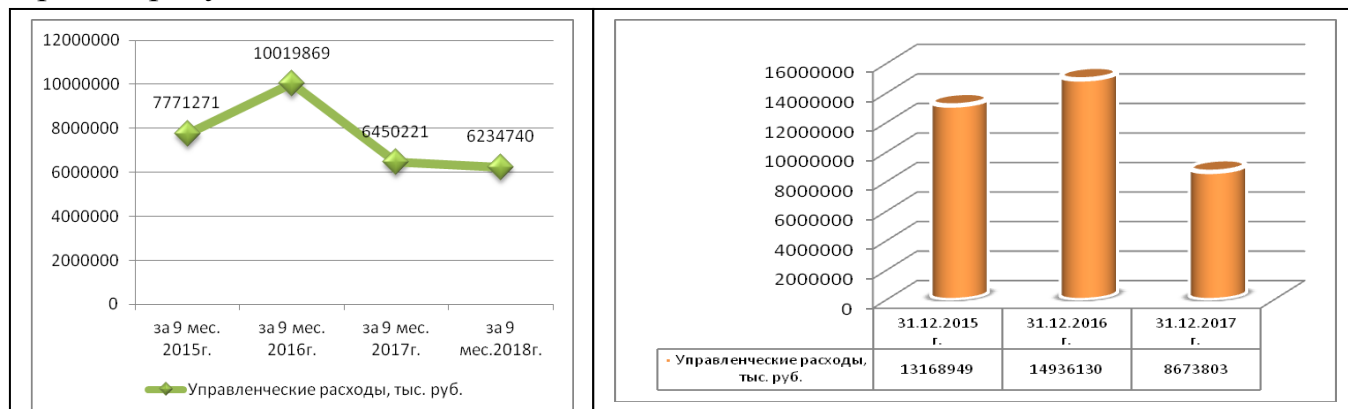 12000000
10000000
8000000
6000000
4000000
2000000
0
7771271
10019869
6450221
6234740
за 9 мес. 2015г.
за 9 мес. 2016г.
за 9 мес. 2017г.
за 9 мес.2018г.
Управленческие расходы, тыс. руб.
16000000
14000000
12000000
10000000
8000000
6000000
4000000
2000000
0
31.12.2015 г.
31.12.2016 г.
31.12.2017 г.
Управленческие расходы, тыс. руб.
13168949
14936130
8673803